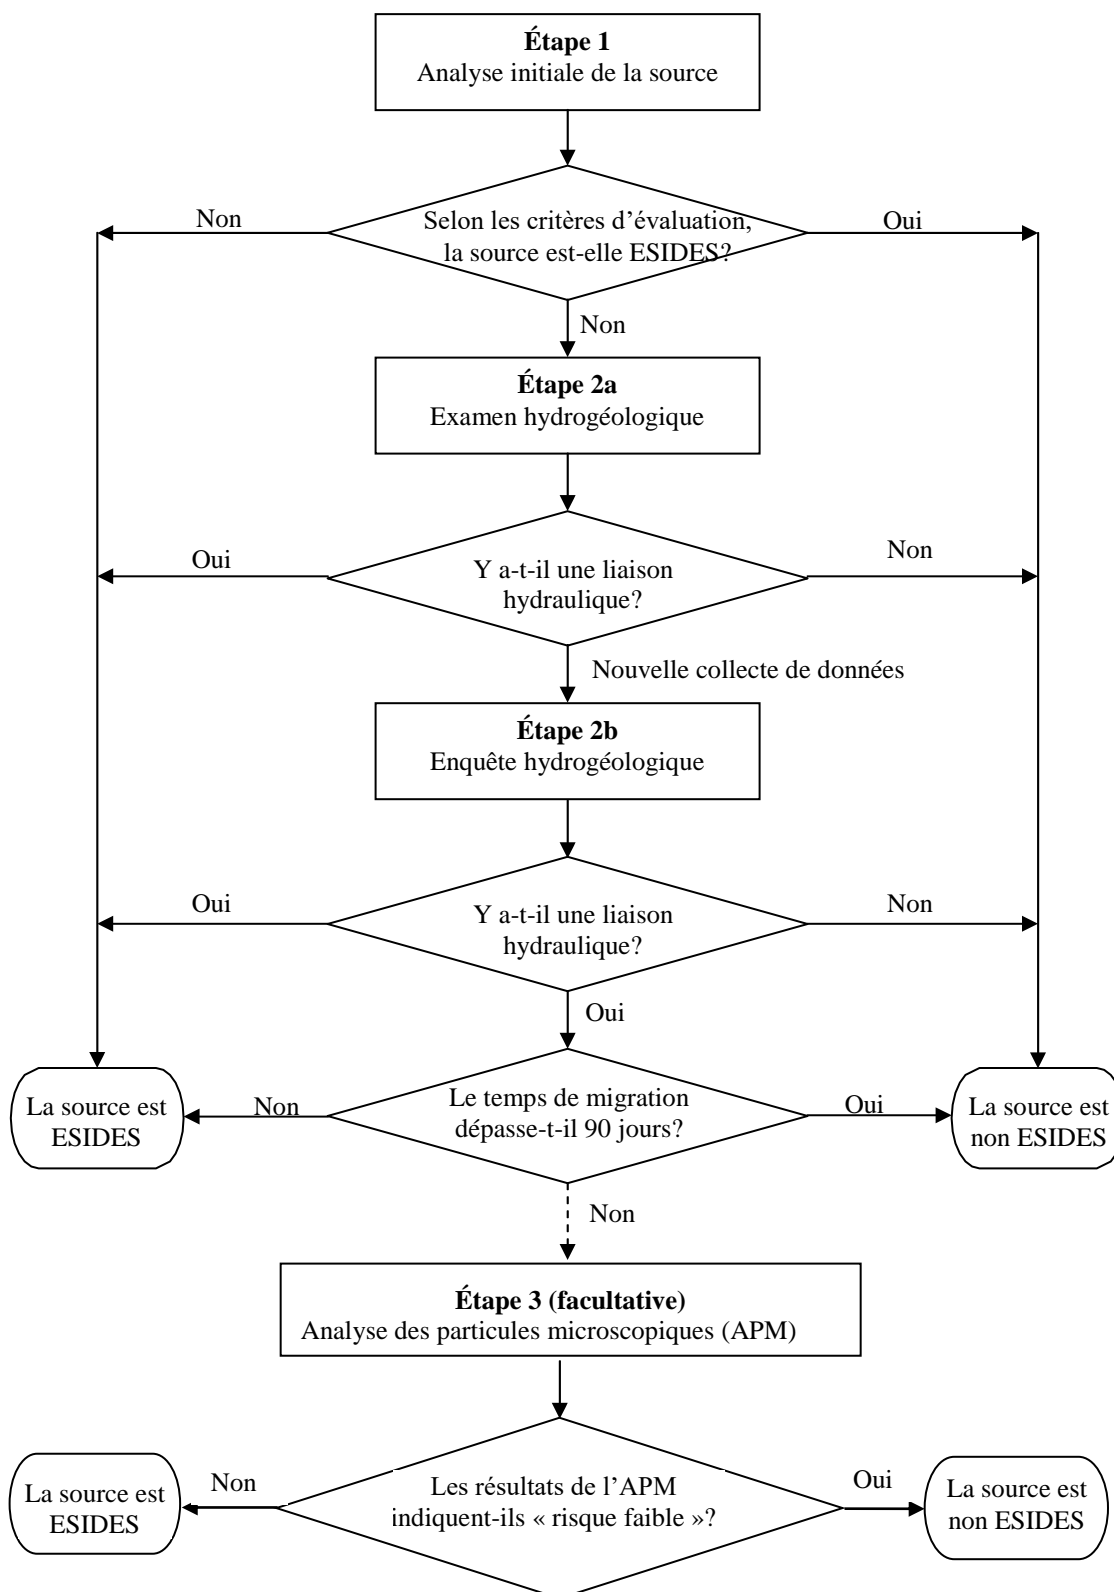 Étape 1
Analyse initiale de la source
Non
Selon les critères d’évaluation,
la source est-elle ESIDES?
Oui
Non
Étape 2a
Examen hydrogéologique
Oui
Y a-t-il une liaison
hydraulique?
Non
Nouvelle collecte de données
Étape 2b
Enquête hydrogéologique
Oui
Y a-t-il une liaison
hydraulique?
Non
Oui
La source est
ESIDES
Non
Le temps de migration
dépasse-t-il 90 jours?
Oui
La source est
non ESIDES
Non
Étape 3 (facultative)
Analyse des particules microscopiques (APM)
La source est
ESIDES
Non
Les résultats de l’APM
indiquent-ils « risque faible »?
Oui
La source est
non ESIDES